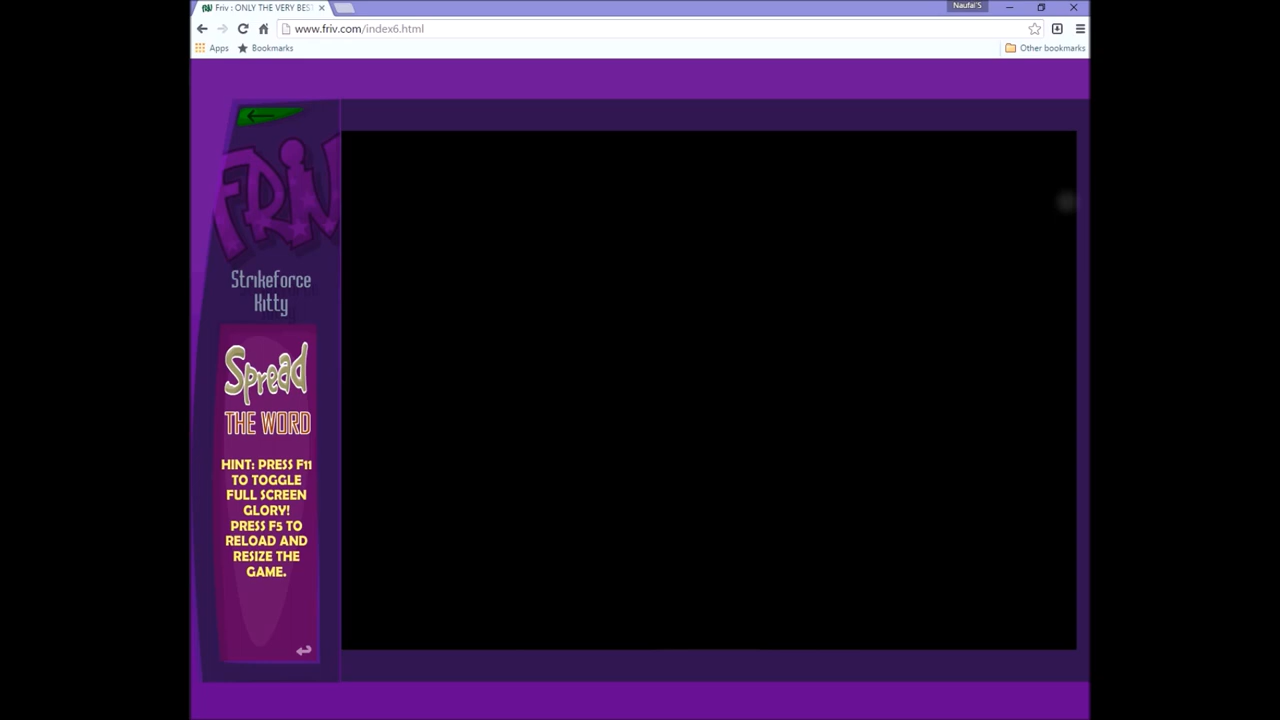 Friv : ONLY THE VERY BES
Naufal'S
www.friv.com/index6.html
Apps
Bookmarks
Other bookmarks
FRIV
Strikeforce
Kitty
Spread
THE WORD
HINT: PRESS F11
TO TOGGLE
FULL SCREEN
GLORY!
PRESS F5 TO
RELOAD AND
RESIZE THE
GAME.